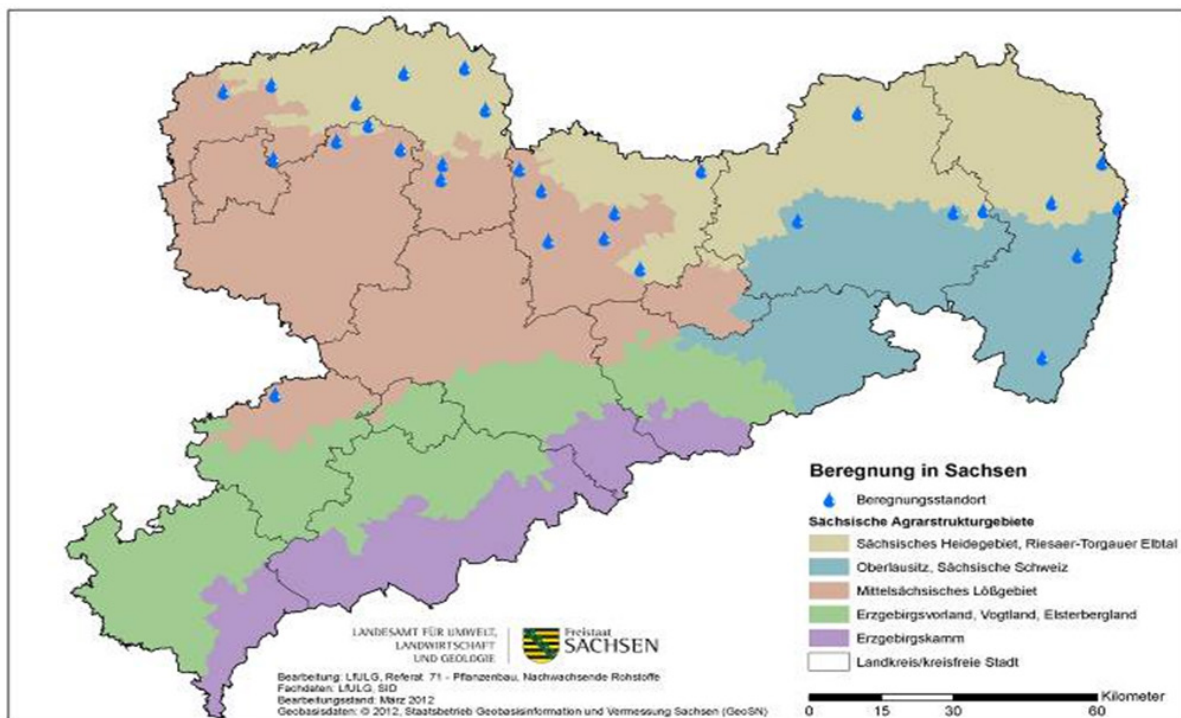 Beregnung in Sachsen
Beregnungsstandort
Sächsische Agrarstrukturgebiete
Sächsisches Heidegebiet, Riesaer-Torgauer Elbtal
Oberlausitz, Sächsische Schweiz
Mittelsächsisches Lößgebiet
Erzgebirgsvorland, Vogtland, Elsterbergland
Erzgebirgskamm
Landkreis/kreisfreie Stadt
Kilometer
0 15 30 60
LANDESAMT FÜR UMWELT,
LANDWIRTSCHAFT
UND GEOLOGIE
Freistaat
SACHSEN
Bearbeitung: LfULG, Referat 71 - Pflanzenbau, Nachwachsende Rohstoffe
Fachdaten: LfULG, SID
Bearbeitungsstand: März 2012
Geobasisdaten: © 2012, Staatsbetrieb Geobasisinformation und Vermessung Sachsen (GeoSN)